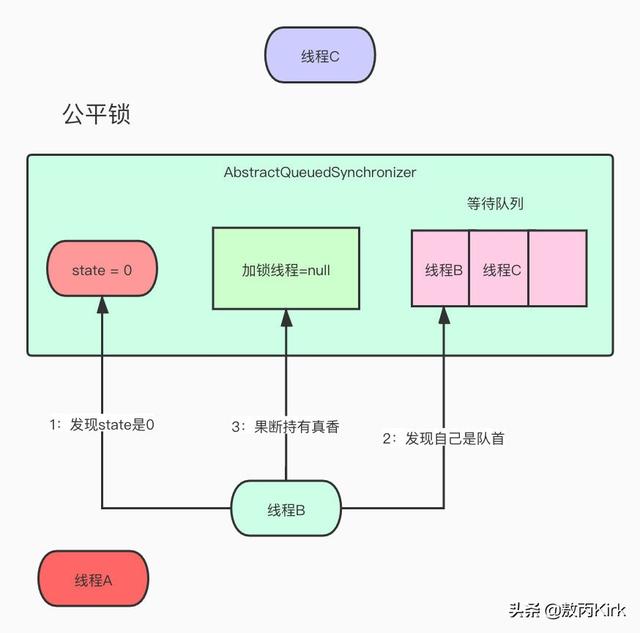 线程C
公平锁
AbstractQueuedSynchronizer
等待队列
state = 0
加锁线程=null
线程B
线程C
1：发现state是0
3：果断持有真香
2：发现自己是队首
线程B
线程A
头条 @敖丙Kirk